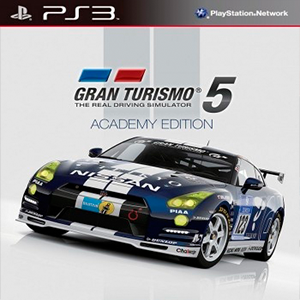 PS3
PlayStation®Network
GRAN TURISMO 5
THE REAL DRIVING SIMULATOR
ACADEMY EDITION
NISSAN
PIAA
123